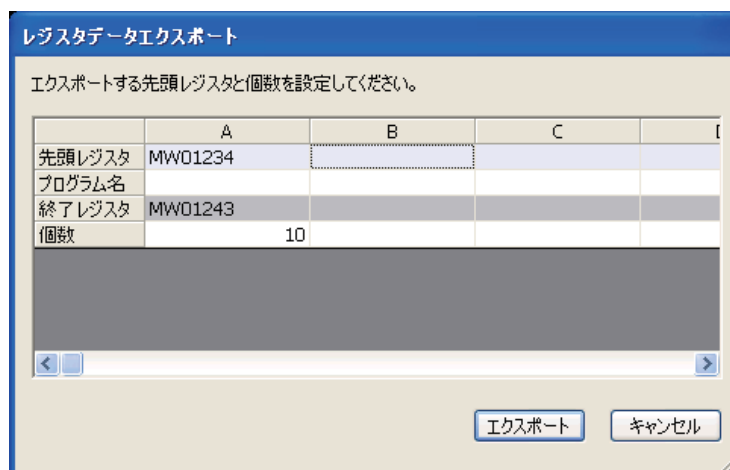 レジスタデータエクスポート
エクスポートする先頭レジスタと個数を設定してください。
A B C
先頭レジスタ MW01234
プログラム名
終了レジスタ MW01243
個数 10
エクスポート キャンセル